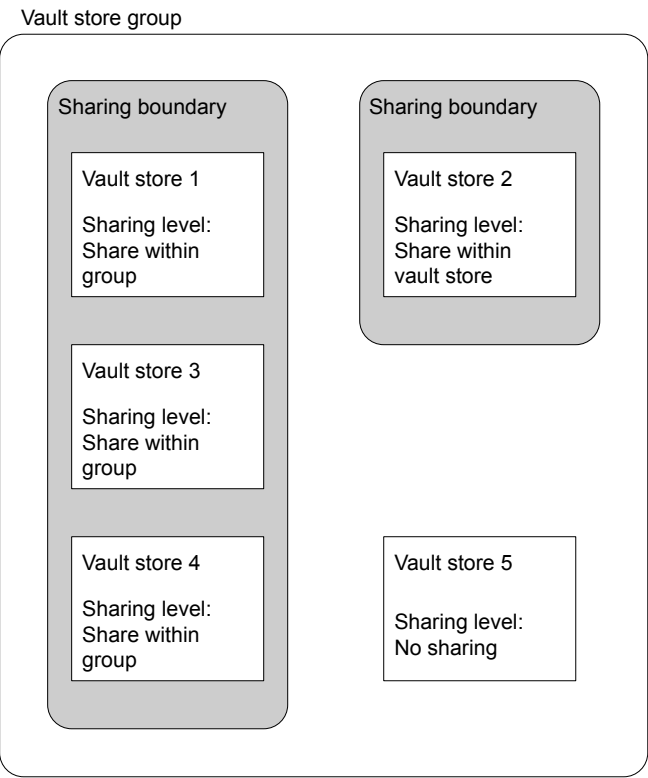 Vault store group
Sharing boundary
Vault store 1
Sharing level:
Share within
group
Vault store 3
Sharing level:
Share within
group
Vault store 4
Sharing level:
Share within
group
Sharing boundary
Vault store 2
Sharing level:
Share within
vault store
Vault store 5
Sharing level:
No sharing